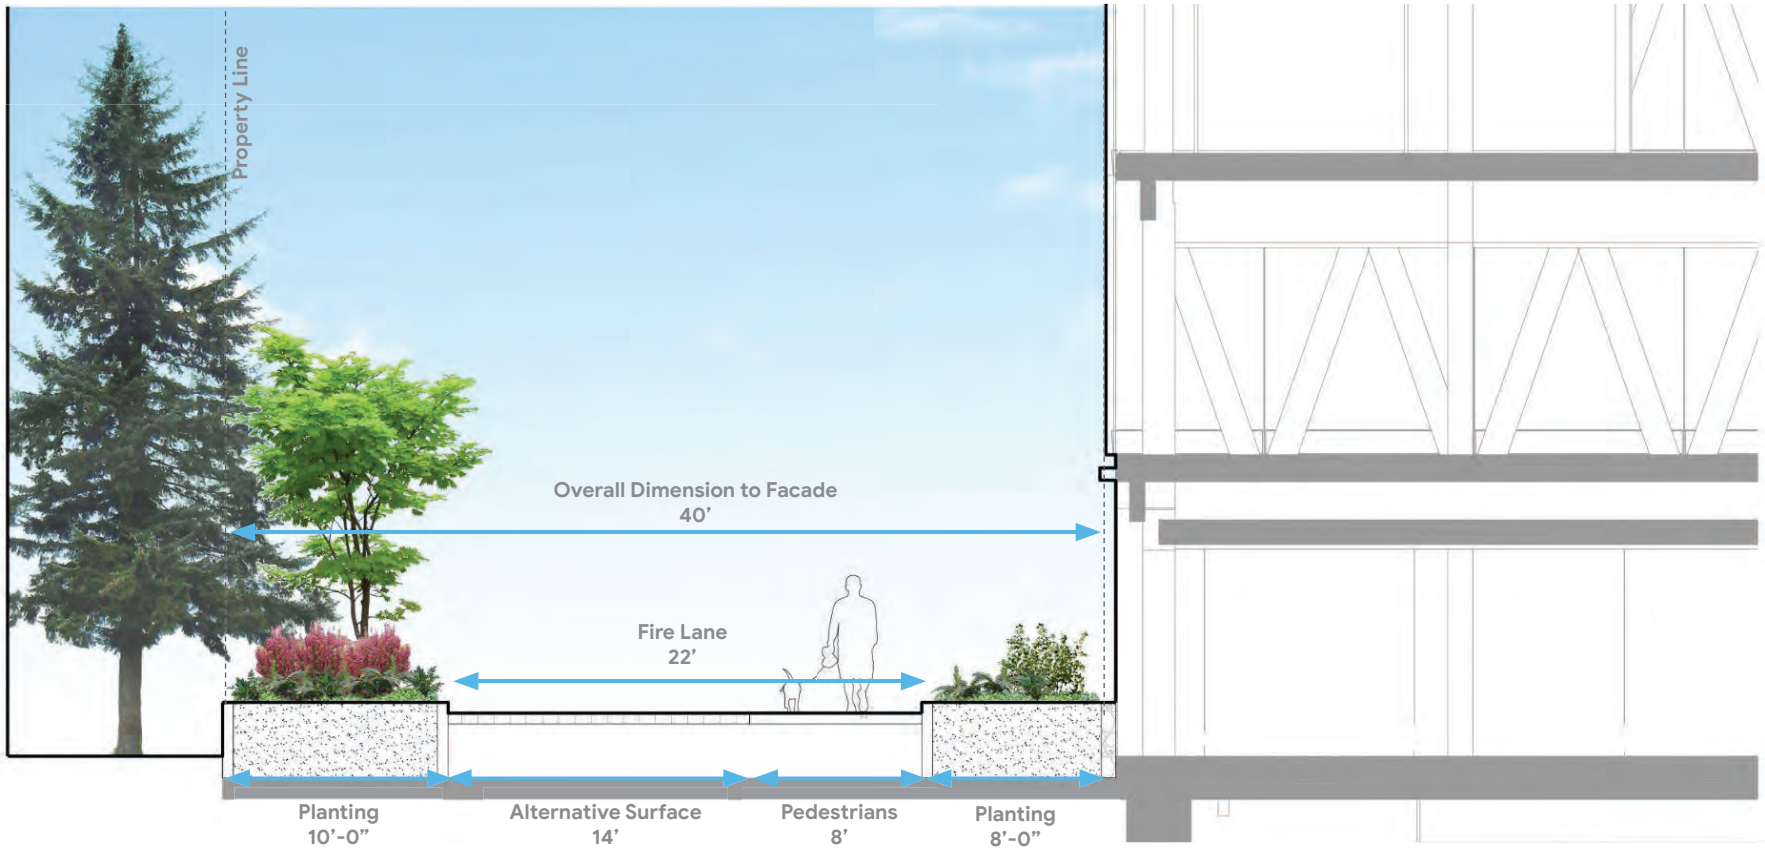 Property Line
Overall Dimension to Facade
40’
Fire Lane
22’
Planting
10’-0”
Alternative Surface
14’
Pedestrians
8’
Planting
8’-0”